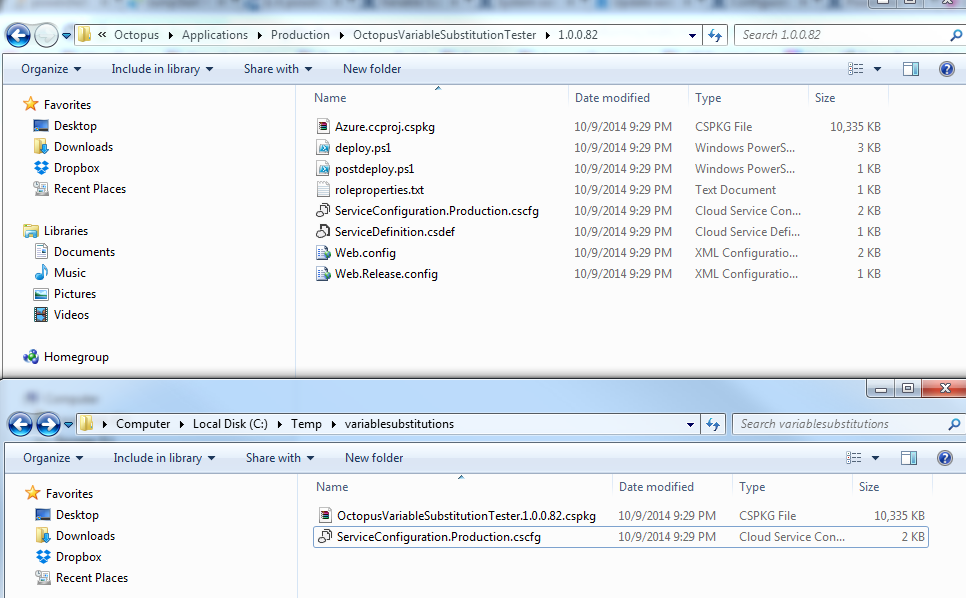 « Octopus Applications Production OctopusVariableSubstitutionTester 1.0.0.82 Search 1.0.0.82
Organize Include in library Share with New folder
Name Date modified Type Size
Favorites
Desktop
Downloads
Dropbox
Recent Places
Libraries
Documents
Music
Pictures
Videos
Homegroup
Azure.ccproj.cspkg 10/9/2014 9:29 PM CSPKG File 10,335 KB
deploy.ps1 10/9/2014 9:29 PM Windows PowerS... 3 KB
postdeploy.ps1 10/9/2014 9:29 PM Windows PowerS... 1 KB
roleproperties.txt 10/9/2014 9:29 PM Text Document 1 KB
ServiceConfiguration.Production.cscfg 10/9/2014 9:29 PM Cloud Service Con... 2 KB
ServiceDefinition.csdef 10/9/2014 9:29 PM Cloud Service Defi... 1 KB
Web.config 10/9/2014 9:29 PM XML Configuratio... 2 KB
Web.Release.config 10/9/2014 9:29 PM XML Configuratio... 1 KB
Computer Local Disk (C:) Temp variablesubstitutions Search variablesubstitutions
Organize Include in library Share with New folder
Name Date modified Type Size
Favorites
Desktop
Downloads
Dropbox
Recent Places
OctopusVariableSubstitutionTester.1.0.0.82.cspkg 10/9/2014 9:29 PM CSPKG File 10,335 KB
ServiceConfiguration.Production.cscfg 10/9/2014 9:29 PM Cloud Service Con... 2 KB